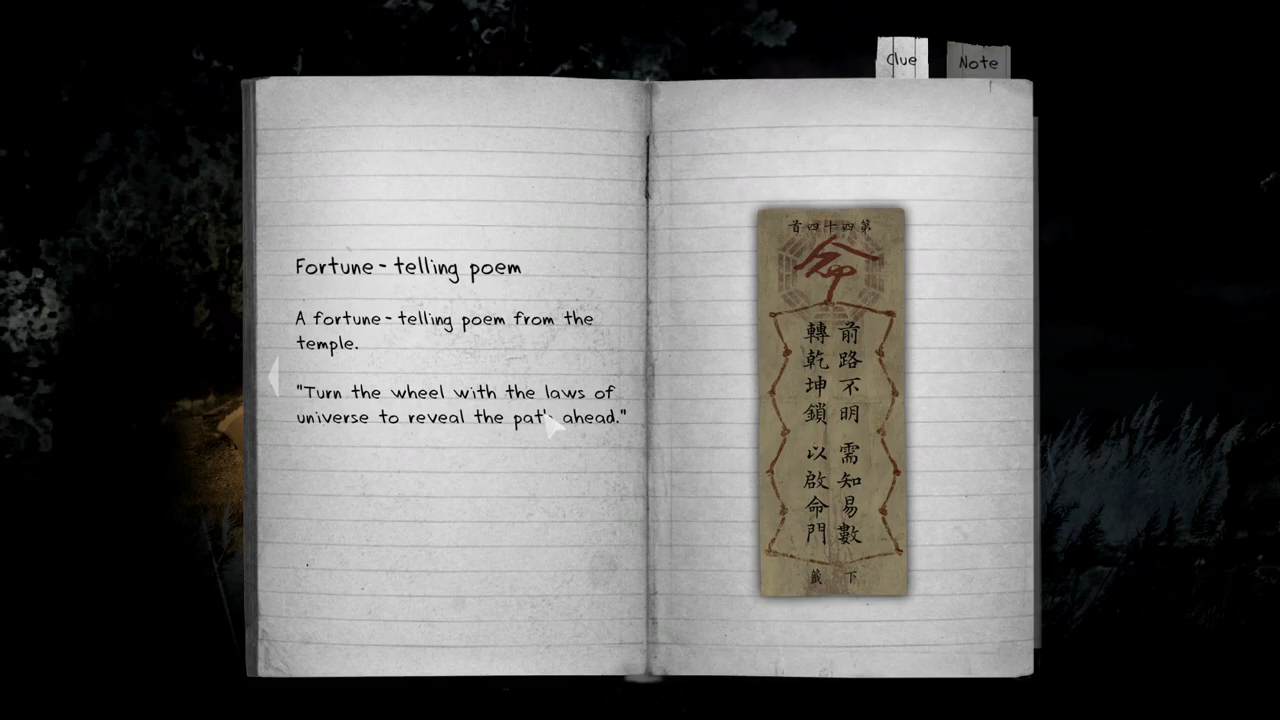 Clue
Note
Fortune-telling poem
A fortune-telling poem from the
temple.
"Turn the wheel with the laws of
universe to reveal the path ahead."
首四十四第
命
前路不明 需知易數
轉乾坤鎖 以啟命門
籤 下